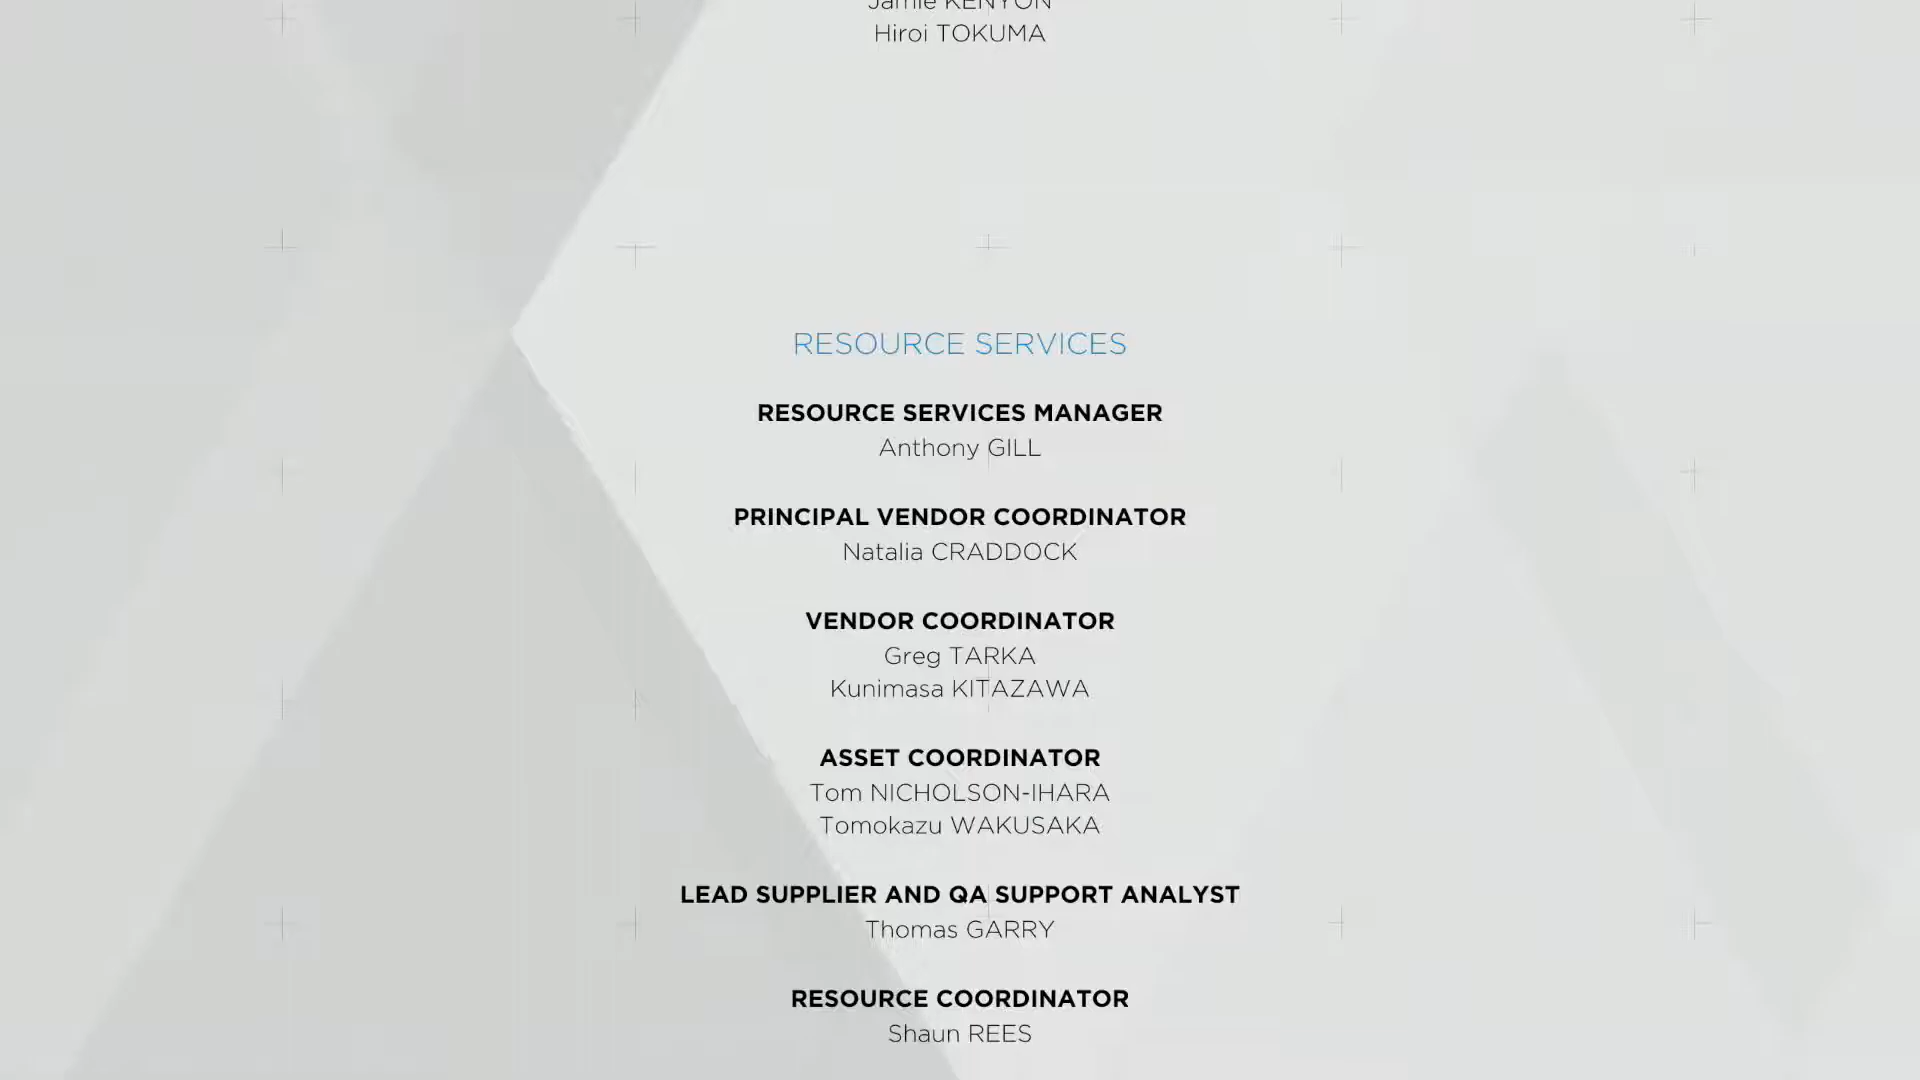 Jamie KENYON
Hiroi TOKUMA
RESOURCE SERVICES
RESOURCE SERVICES MANAGER
Anthony GILL
PRINCIPAL VENDOR COORDINATOR
Natalia CRADDOCK
VENDOR COORDINATOR
Greg TARKA
Kunimasa KITAZAWA
ASSET COORDINATOR
Tom NICHOLSON-IHARA
Tomokazu WAKUSAKA
LEAD SUPPLIER AND QA SUPPORT ANALYST
Thomas GARRY
RESOURCE COORDINATOR
Shaun REES